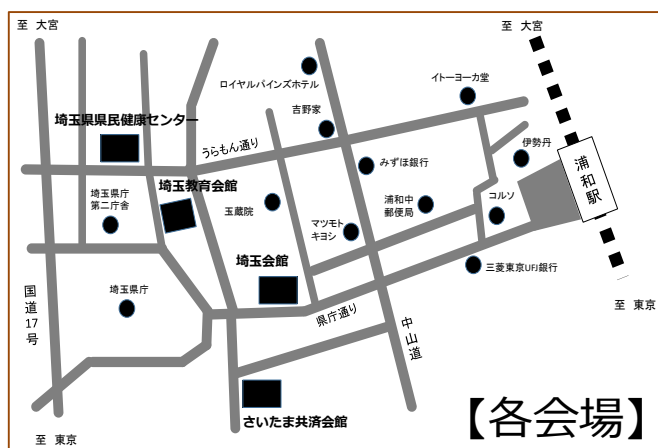 至 大宮
至 大宮
ロイヤルパインズホテル
イトーヨーカ堂
吉野家
埼玉県県民健康センター
うらもん通り
伊勢丹
みずほ銀行
浦和駅
埼玉教育会館
埼玉県庁
第二庁舎
玉蔵院
浦和中
郵便局
コルソ
マツモト
キヨシ
埼玉会館
三菱東京UFJ銀行
国道17号
埼玉県庁
県庁通り
中山道
至 東京
さいたま共済会館
【各会場】
至 東京